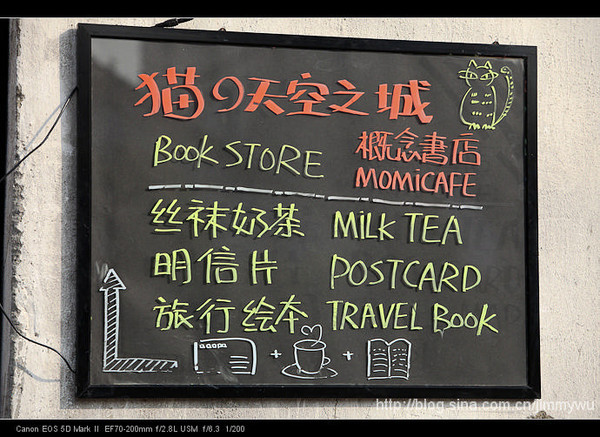 猫の天空之城
BOOK STORE 概念書店
MOMICAFE
丝袜奶茶 MILK TEA
明信片 POSTCARD
旅行绘本 TRAVEL BOOK
http://blog.sina.com.cn/jimmywu
Canon EOS 5D Mark II EF70-200mm f/2.8L USM f/6.3 1/200